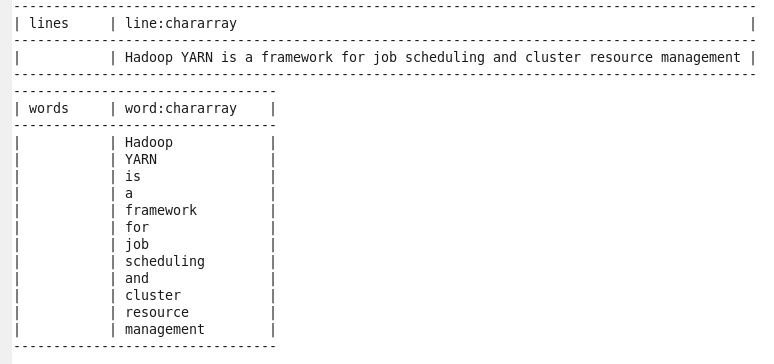 ---------------------------------------------------------------------------------------------
| lines     | line:chararray                                                                |
---------------------------------------------------------------------------------------------
|           | Hadoop YARN is a framework for job scheduling and cluster resource management |
---------------------------------------------------------------------------------------------
---------------------------------
| words     | word:chararray    |
---------------------------------
|           | Hadoop            |
|           | YARN              |
|           | is                |
|           | a                 |
|           | framework         |
|           | for               |
|           | job               |
|           | scheduling        |
|           | and               |
|           | cluster           |
|           | resource          |
|           | management        |
---------------------------------